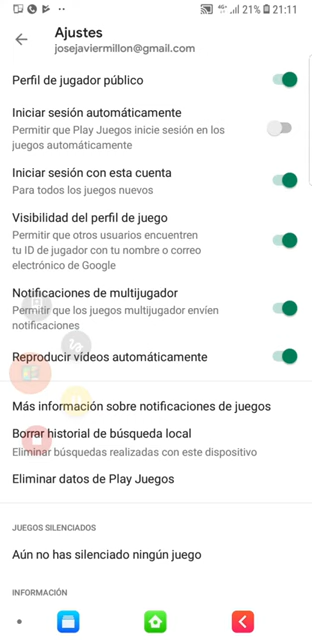 4G+ 21% 21:11
Ajustes
josejaviermillon@gmail.com
Perfil de jugador público
Iniciar sesión automáticamente
Permitir que Play Juegos inicie sesión en los
juegos automáticamente
Iniciar sesión con esta cuenta
Para todos los juegos nuevos
Visibilidad del perfil de juego
Permitir que otros usuarios encuentren
tu ID de jugador con tu nombre o correo
electrónico de Google
Notificaciones de multijugador
Permitir que los juegos multijugador envíen
notificaciones
Reproducir vídeos automáticamente
Más información sobre notificaciones de juegos
Borrar historial de búsqueda local
Eliminar búsquedas realizadas con este dispositivo
Eliminar datos de Play Juegos
JUEGOS SILENCIADOS
Aún no has silenciado ningún juego
INFORMACIÓN